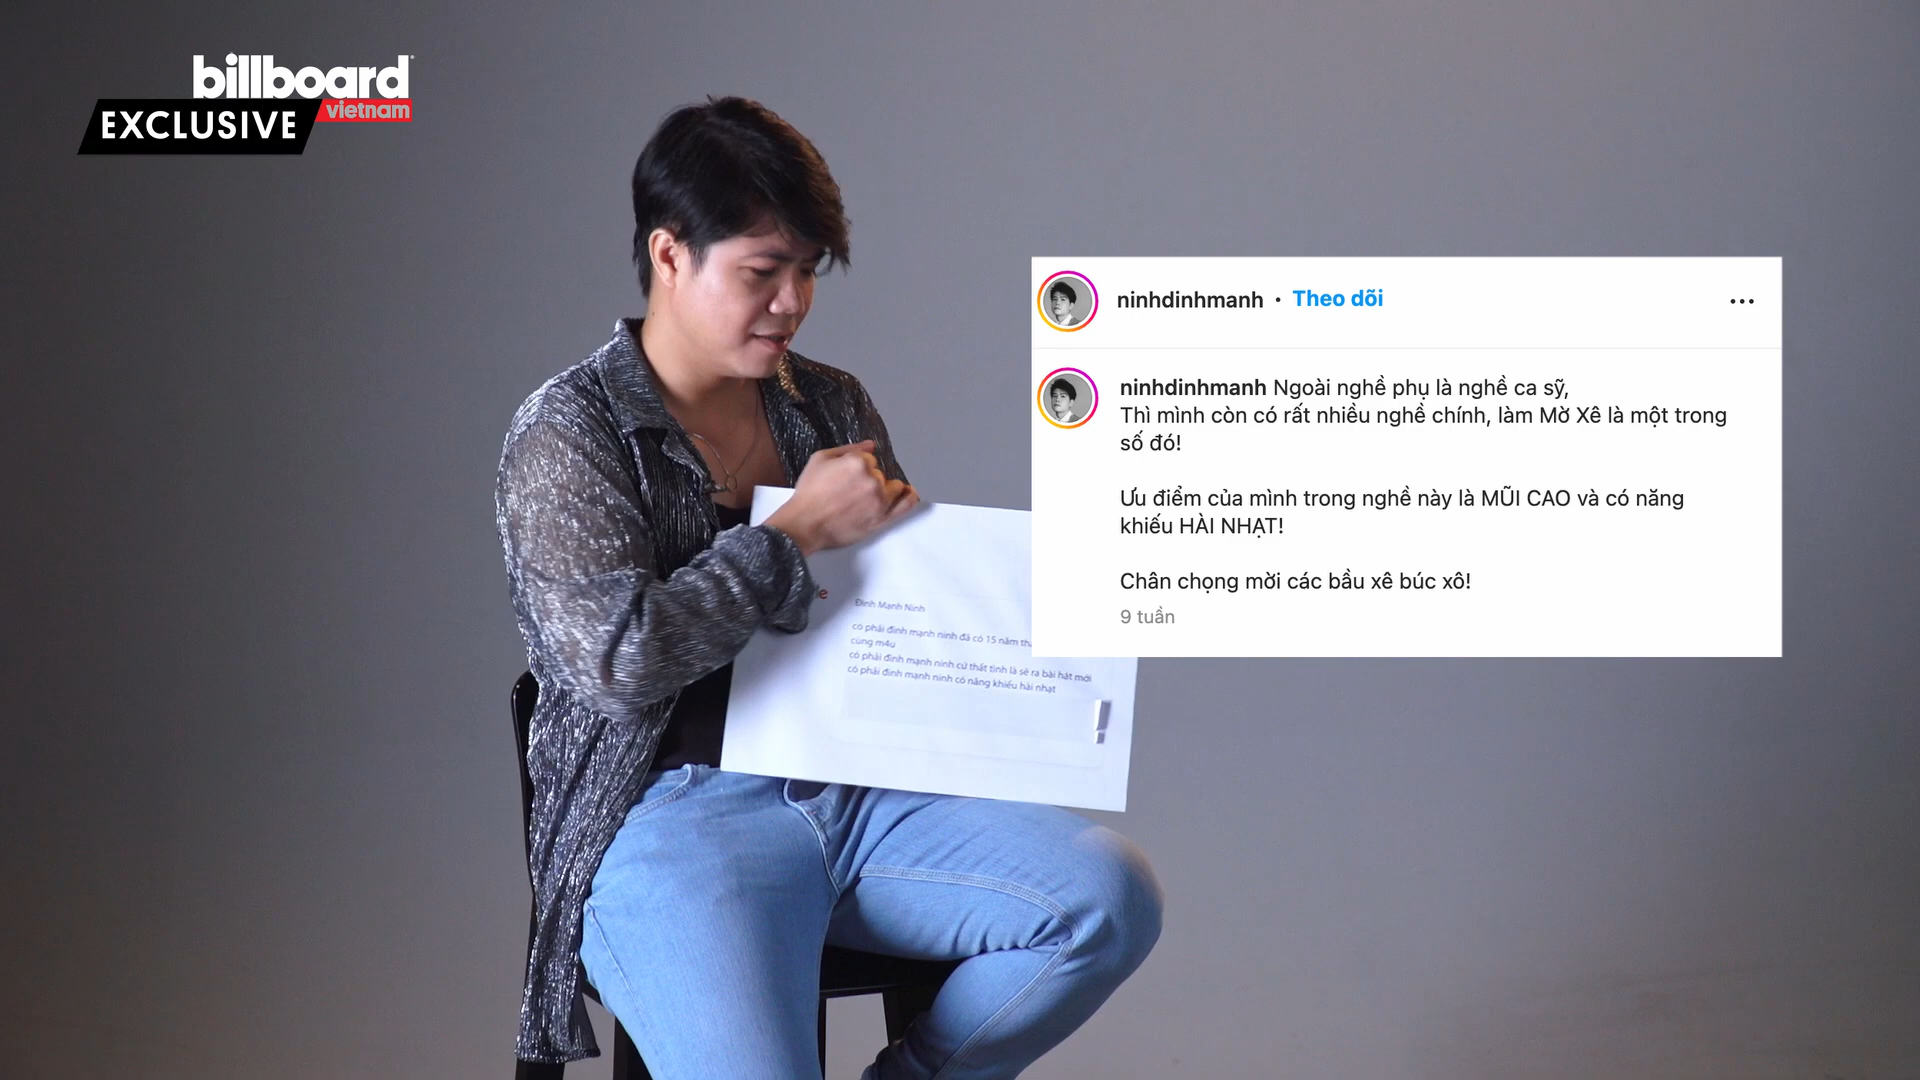 billboard
vietnam
EXCLUSIVE
ninhdinhmanh • Theo dõi
ninhdinhmanh Ngoài nghề phụ là nghề ca sỹ,
Thì mình còn có rất nhiều nghề chính, làm Mờ Xê là một trong
số đó!
Ưu điểm của mình trong nghề này là MŨI CAO và có năng
khiếu HÀI NHẠT!
Chân chọng mời các bầu xê búc xô!
9 tuần
Đinh Mạnh Ninh
có phải đinh mạnh ninh đã có 15 năm
cùng m4u
có phải đinh mạnh ninh cứ thất tình là sẽ ra bài hát mới
có phải đinh mạnh ninh có năng khiếu hài nhạt